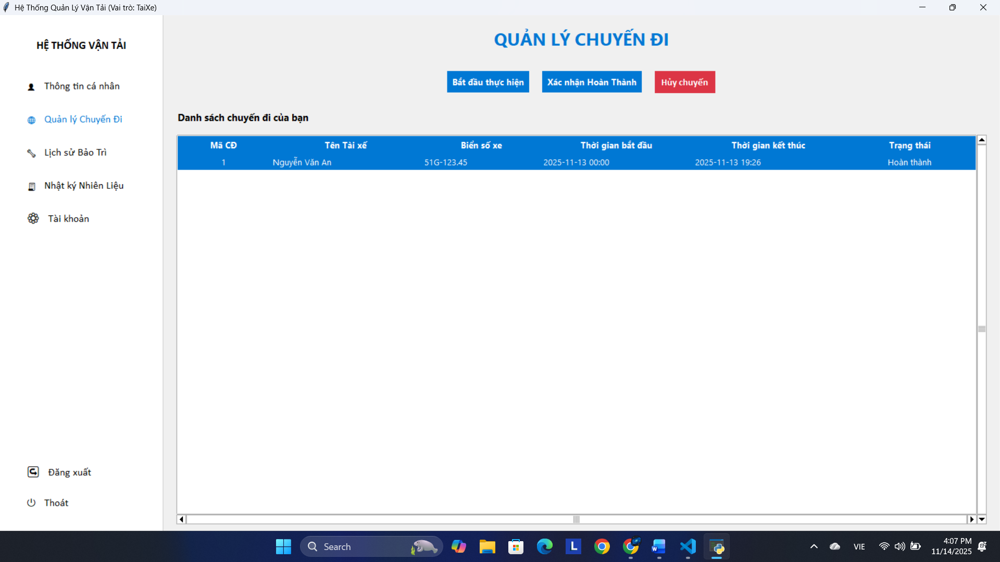 Hệ Thống Quản Lý Vận Tải (Vai trò: TaiXe)
HỆ THỐNG VẬN TẢI
Thông tin cá nhân
Quản lý Chuyến Đi
Lịch sử Bảo Trì
Nhật ký Nhiên Liệu
Tài khoản
Đăng xuất
Thoát
QUẢN LÝ CHUYẾN ĐI
Bắt đầu thực hiện Xác nhận Hoàn Thành Hủy chuyến
Danh sách chuyến đi của bạn
Mã CĐ Tên Tài xế Biển số xe Thời gian bắt đầu Thời gian kết thúc Trạng thái
1 Nguyễn Văn An 51G-123.45 2025-11-13 00:00 2025-11-13 19:26 Hoàn thành
Search
L
W
VIE
4:07 PM
11/14/2025